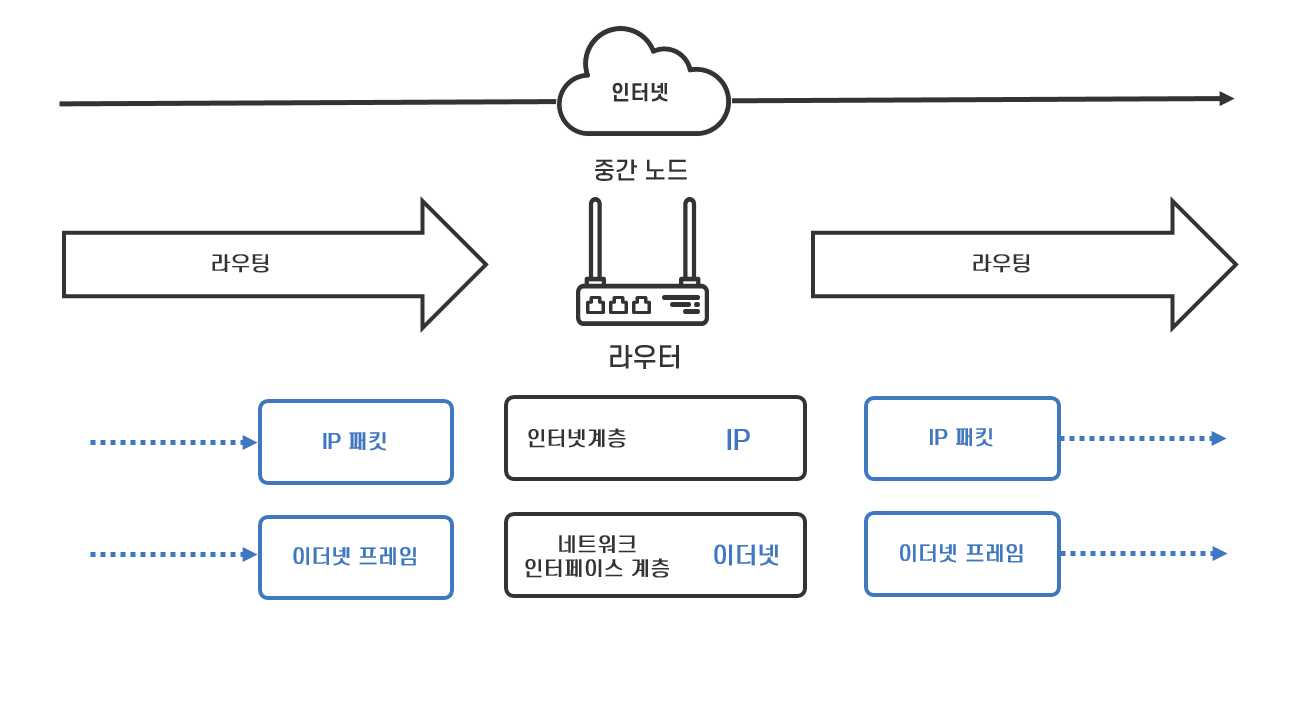 인터넷
중간 노드
라우팅
라우팅
라우터
IP 패킷
인터넷계층
IP
IP 패킷
이더넷 프레임
네트워크
인터페이스 계층
이더넷
이더넷 프레임